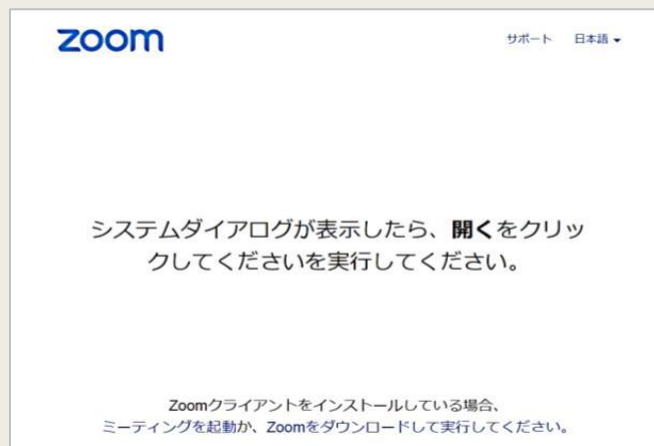 zoom
サポート 日本語
システムダイアログが表示したら、開くをクリッ
クしてくださいを実行してください。
Zoomクライアントをインストールしている場合、
ミーティングを起動か、Zoomをダウンロードして実行してください。